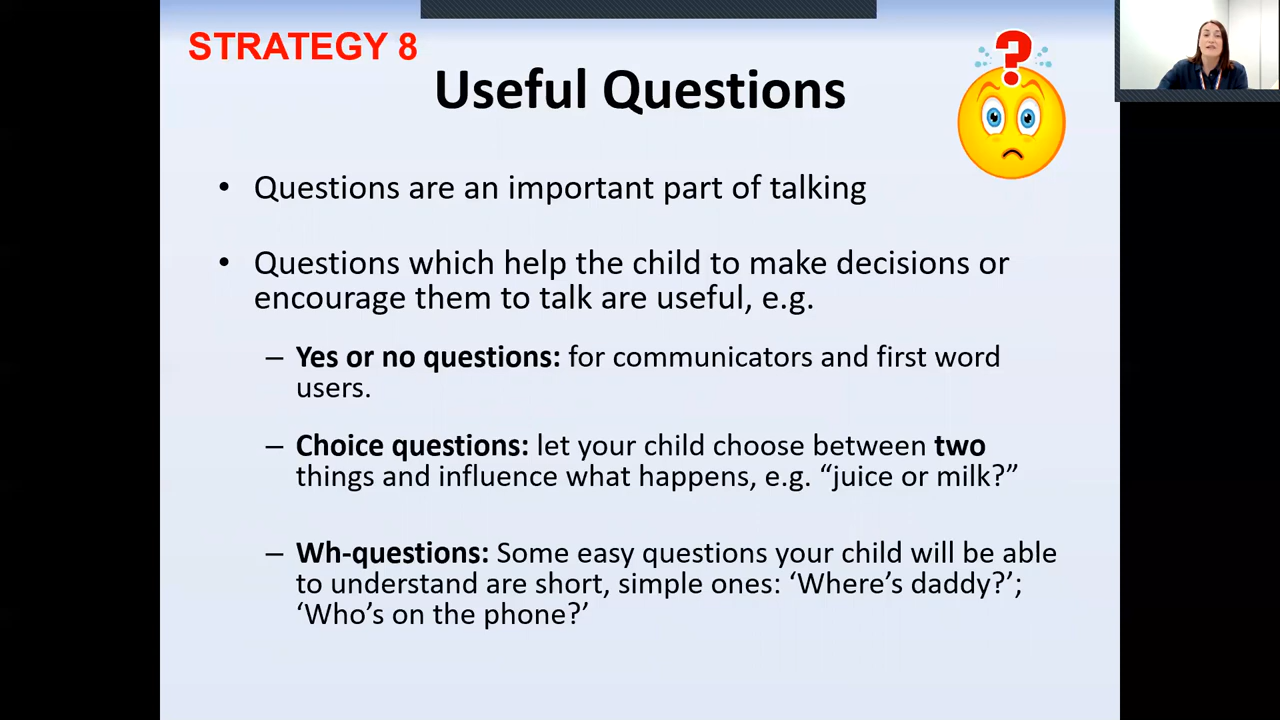 STRATEGY 8
Useful Questions
• Questions are an important part of talking
• Questions which help the child to make decisions or
encourage them to talk are useful, e.g.
– Yes or no questions: for communicators and first word
users.
– Choice questions: let your child choose between two
things and influence what happens, e.g. “juice or milk?”
– Wh-questions: Some easy questions your child will be able
to understand are short, simple ones: ‘Where’s daddy?’;
‘Who’s on the phone?’